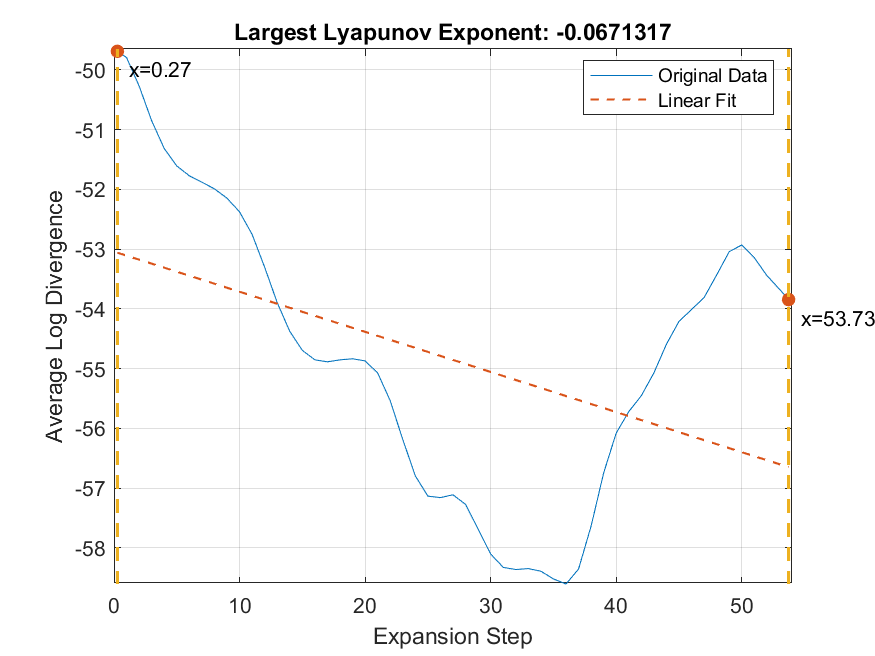 Largest Lyapunov Exponent: -0.0671317
-50
x=0.27
Original Data
Linear Fit
-51
-52
-53
-54
x=53.73
-55
-56
-57
-58
Average Log Divergence
0 10 20 30 40 50
Expansion Step